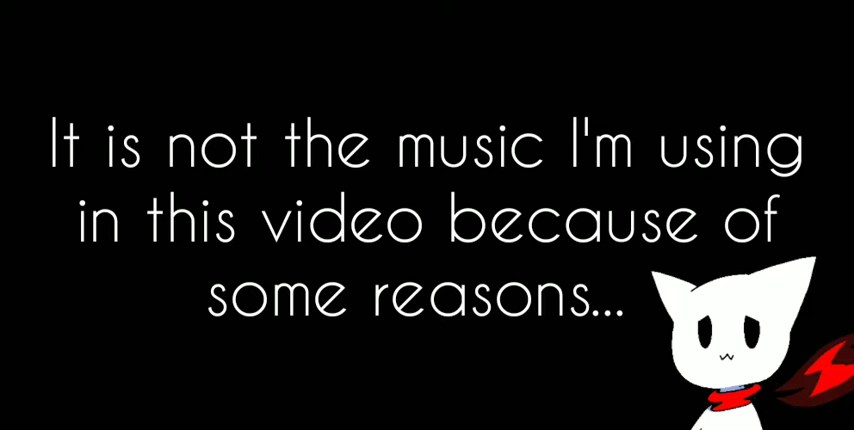 It is not the music I'm using
in this video because of
some reasons...